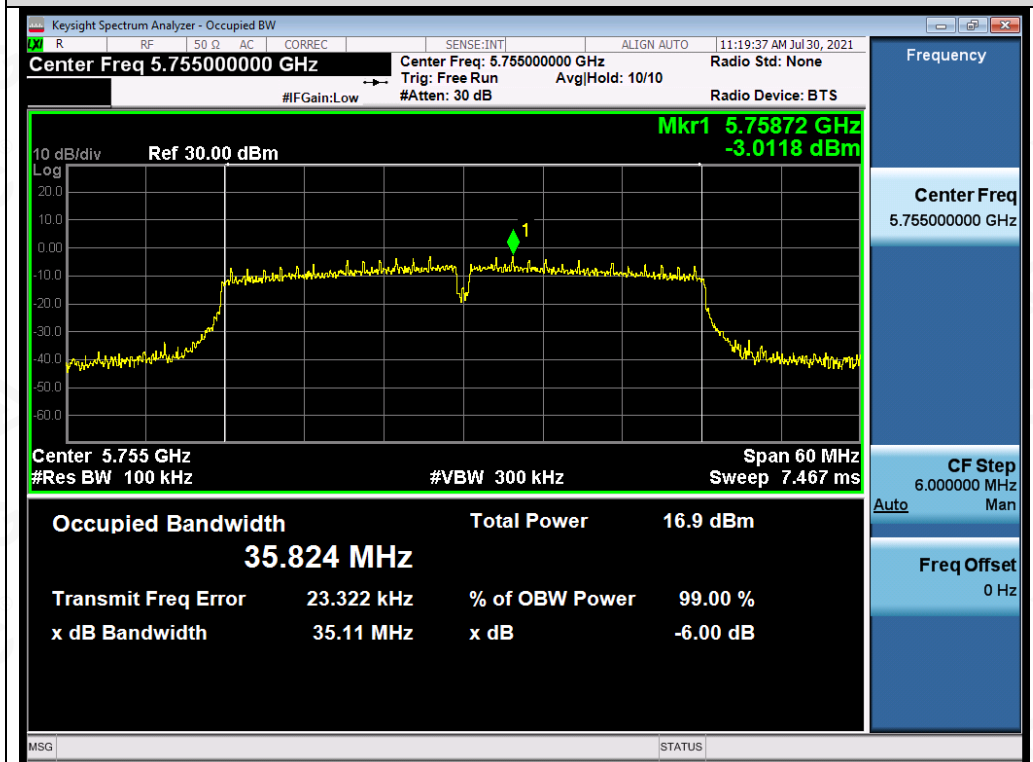 Keysight Spectrum Analyzer - Occupied BW
LXI R RF 50 Ω AC CORREC SENSE:INT ALIGN AUTO 11:19:37 AM Jul 30, 2021
Center Freq 5.755000000 GHz
Center Freq: 5.755000000 GHz Radio Std: None
Trig: Free Run Avg|Hold: 10/10
#IFGain:Low #Atten: 30 dB Radio Device: BTS
Mkr1 5.75872 GHz
-3.0118 dBm
10 dB/div Ref 30.00 dBm
Log
20.0
10.0
0.00
-10.0
-20.0
-30.0
-40.0
-50.0
-60.0
1
Center 5.755 GHz Span 60 MHz
#Res BW 100 kHz #VBW 300 kHz Sweep 7.467 ms
Occupied Bandwidth Total Power 16.9 dBm
35.824 MHz
Transmit Freq Error 23.322 kHz % of OBW Power 99.00 %
x dB Bandwidth 35.11 MHz x dB -6.00 dB
MSG STATUS
Frequency
Center Freq
5.755000000 GHz
CF Step
6.000000 MHz
Auto Man
Freq Offset
0 Hz